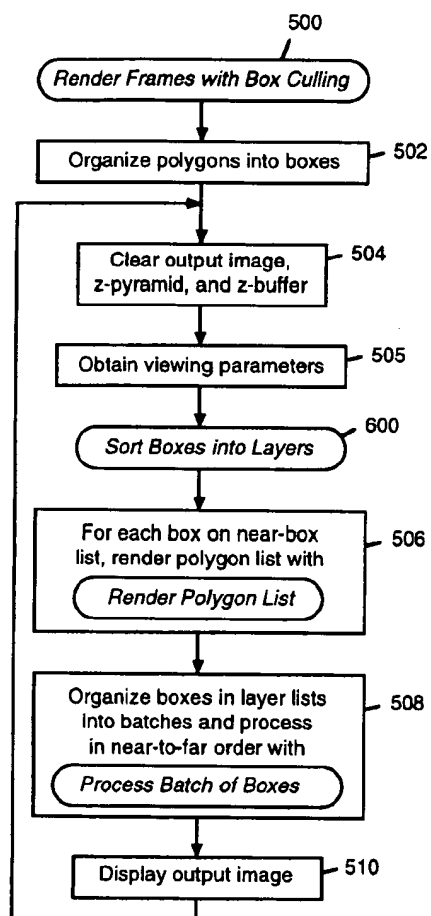 500
Render Frames with Box Culling
Organize polygons into boxes
502
Clear output image,
z-pyramid, and z-buffer
504
Obtain viewing parameters
505
Sort Boxes into Layers
600
For each box on near-box
list, render polygon list with
Render Polygon List
506
Organize boxes in layer lists
into batches and process
in near-to-far order with
Process Batch of Boxes
508
Display output image
510